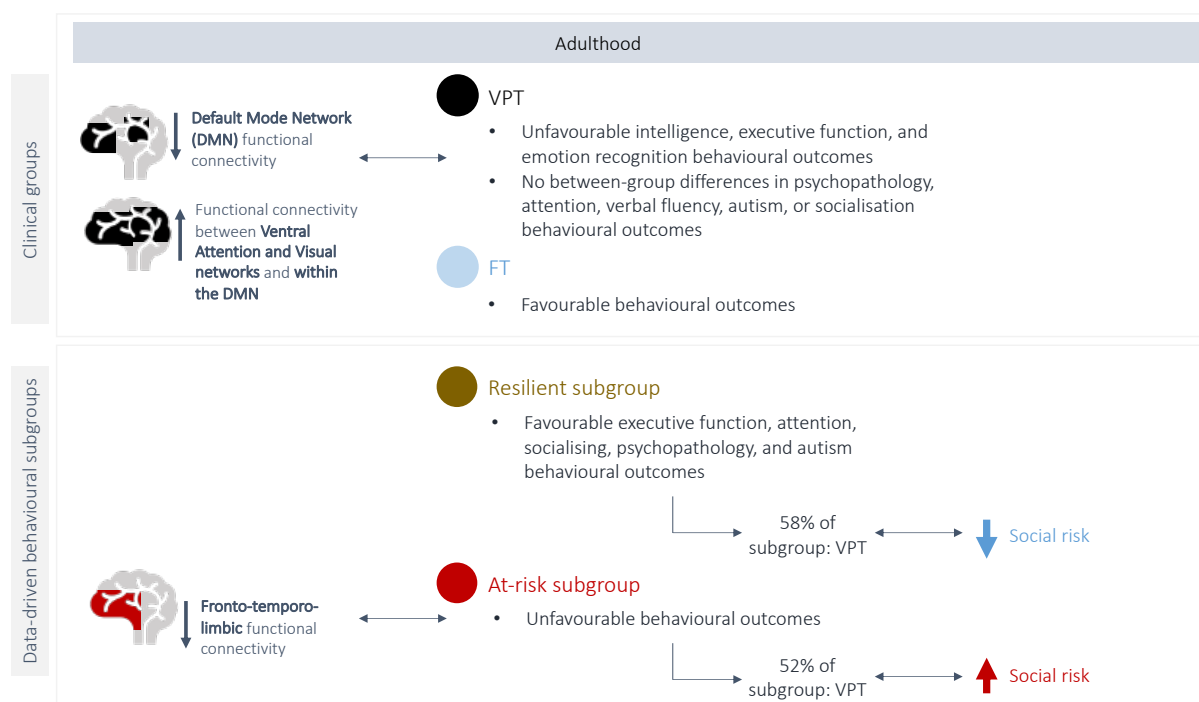 Adulthood
Clinical groups
Default Mode Network
(DMN) functional
connectivity
Functional connectivity
between Ventral
Attention and Visual
networks and within
the DMN
VPT
• Unfavourable intelligence, executive function, and
emotion recognition behavioural outcomes
• No between-group differences in psychopathology,
attention, verbal fluency, autism, or socialisation
behavioural outcomes
FT
• Favourable behavioural outcomes
Data-driven behavioural subgroups
Resilient subgroup
• Favourable executive function, attention,
socialising, psychopathology, and autism
behavioural outcomes
58% of
subgroup: VPT
Social risk
Fronto-temporo-
limbic functional
connectivity
At-risk subgroup
• Unfavourable behavioural outcomes
52% of
subgroup: VPT
Social risk